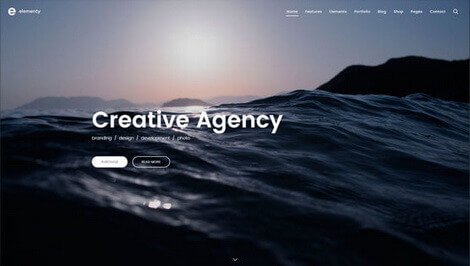 elementy
Home Features Elements Portfolio Blog Shop Pages Contact
Creative Agency
branding / design / development / photo
PURCHASE READ MORE